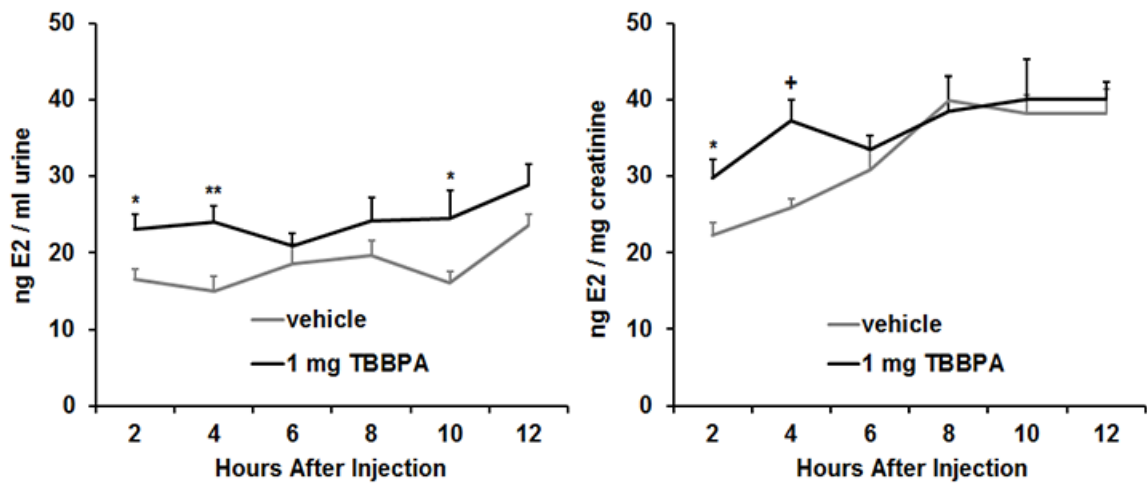 50
40
30
20
10
0
ng E2 / ml urine
* ** *
vehicle
1 mg TBBPA
2 4 6 8 10 12
Hours After Injection
50
40
30
20
10
0
ng E2 / mg creatinine
* +
vehicle
1 mg TBBPA
2 4 6 8 10 12
Hours After Injection